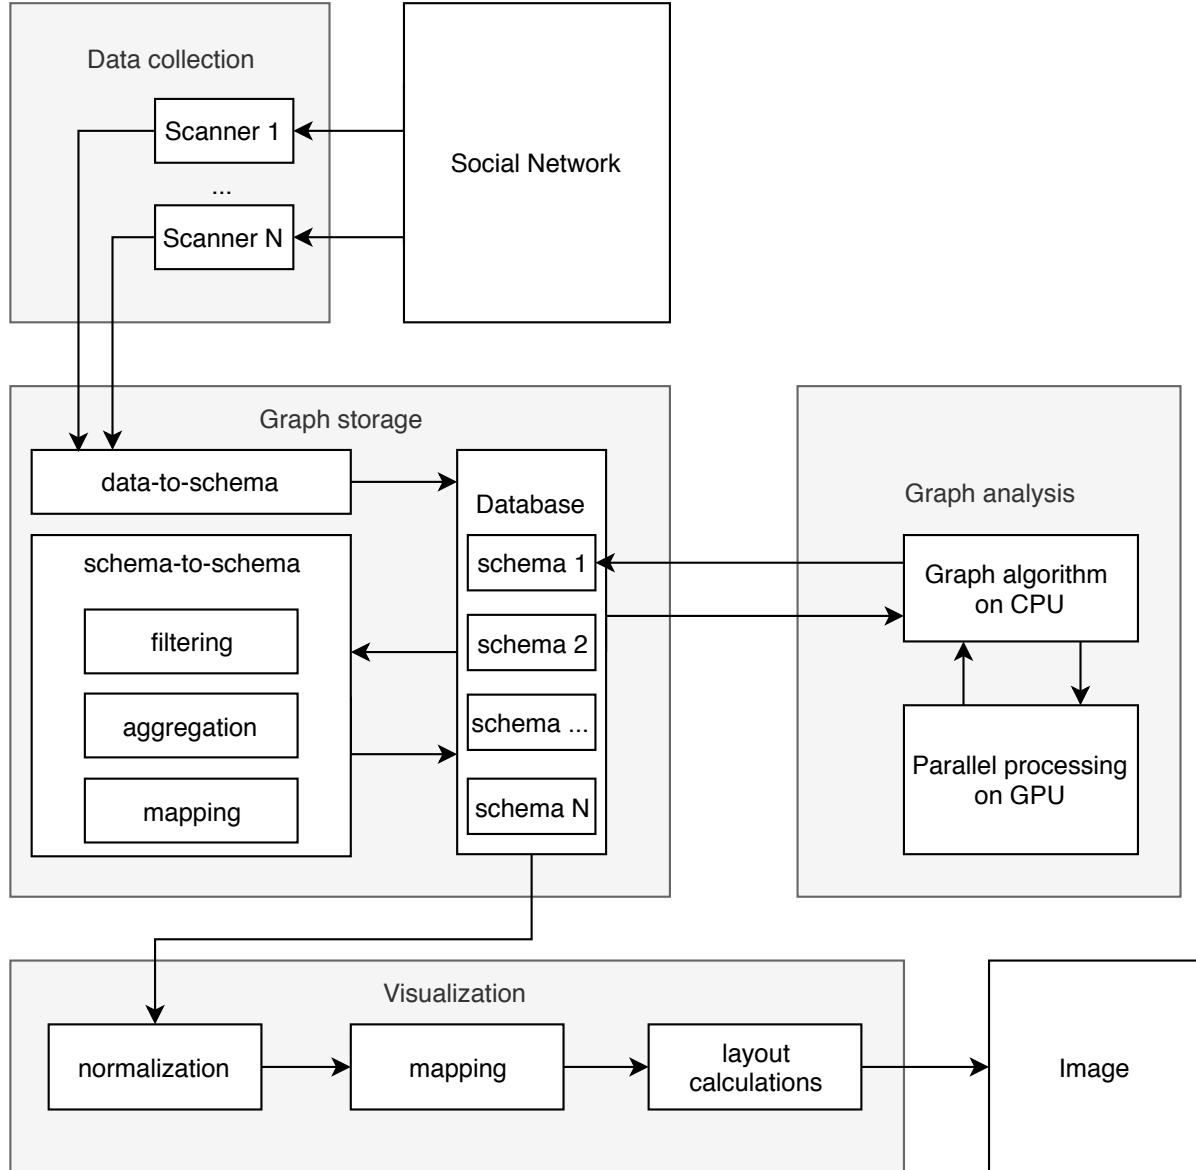 Data collection
Scanner 1
...
Scanner N
Social Network
Graph storage
data-to-schema
schema-to-schema
filtering
aggregation
mapping
Database
schema 1
schema 2
schema ...
schema N
Graph analysis
Graph algorithm
on CPU
Parallel processing
on GPU
Visualization
normalization
mapping
layout
calculations
Image